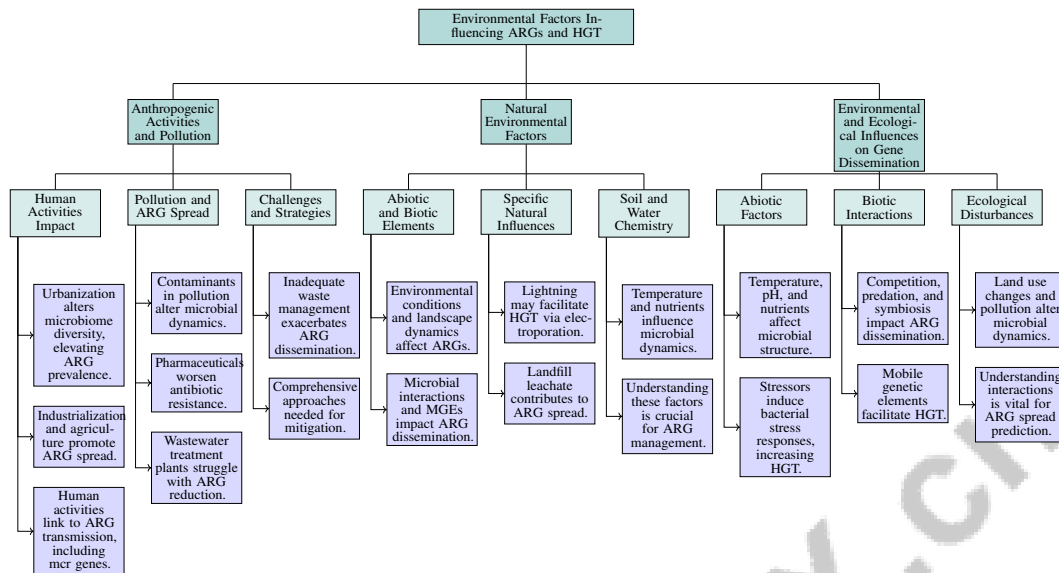 Environmental Factors In-
fluencing ARGs and HGT
Anthropogenic
Activities
and Pollution
Natural
Environmental
Factors
Environmental
and Ecologi-
cal Influences
on Gene
Dissemination
Human
Activities
Impact
Pollution and
ARG Spread
Challenges
and Strategies
Abiotic
and Biotic
Elements
Specific
Natural
Influences
Soil and
Water
Chemistry
Abiotic
Factors
Biotic
Interactions
Ecological
Disturbances
Urbanization
alters
microbiome
diversity,
elevating
ARG
prevalence.
Industrialization
and agricul-
ture promote
ARG spread.
Human
activities
link to ARG
transmission,
including
mcr genes.
Contaminants
in pollution
alter microbial
dynamics.
Pharmaceuticals
worsen
antibiotic
resistance.
Wastewater
treatment
plants struggle
with ARG
reduction.
Inadequate
waste
management
exacerbates
ARG
dissemination.
Comprehensive
approaches
needed for
mitigation.
Environmental
conditions
and landscape
dynamics
affect ARGs.
Microbial
interactions
and MGEs
impact ARG
dissemination.
Lightning
may facilitate
HGT via elec-
troporation.
Landfill
leachate
contributes to
ARG spread.
Temperature
and nutrients
influence
microbial
dynamics.
Understanding
these factors
is crucial
for ARG
management.
Temperature,
pH, and
nutrients
affect
microbial
structure.
Stressors
induce
bacterial
stress
responses,
increasing
HGT.
Competition,
predation, and
symbiosis
impact ARG
dissemination.
Mobile
genetic
elements
facilitate HGT.
Land use
changes and
pollution alter
microbial
dynamics.
Understanding
interactions
is vital for
ARG spread
prediction.